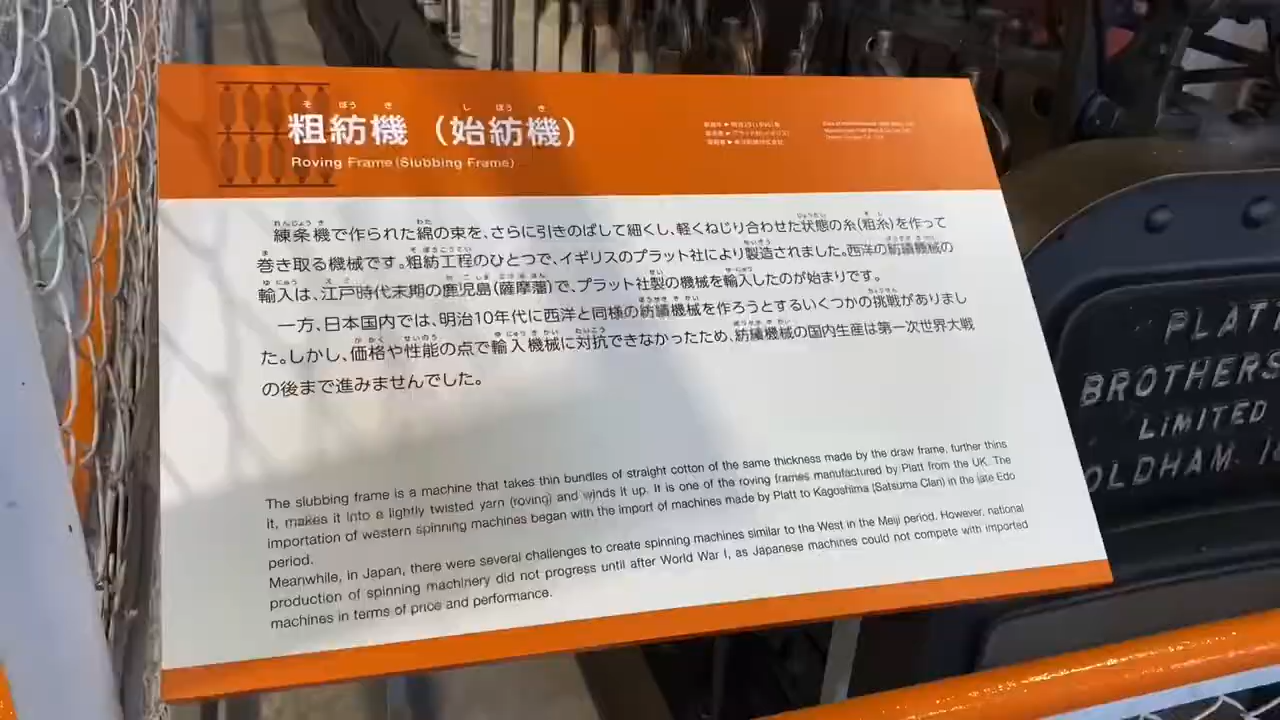 粗紡機（始紡機）
そぼうき しぼうき
Roving Frame(Slubbing Frame)
練条機で作られた綿の束を、さらに引きのばして細くし、軽くねじり合わせた状態の糸(粗糸)を作って
巻き取る機械です。粗紡工程のひとつで、イギリスのプラット社により製造されました。西洋の紡績機械の
輸入は、江戸時代末期の鹿児島(薩摩藩)で、プラット社製の機械を輸入したのが始まりです。
一方、日本国内では、明治10年代に西洋と同様の紡績機械を作ろうとするいくつかの挑戦がありまし
た。しかし、価格や性能の点で輸入機械に対抗できなかったため、紡績機械の国内生産は第一次世界大戦
の後まで進みませんでした。
The slubbing frame is a machine that takes thin bundles of straight cotton of the same thickness made by the draw frame, further thins
it, makes it into a lightly twisted yarn (roving) and winds it up. It is one of the roving frames manufactured by Platt from the UK. The
importation of western spinning machines began with the import of machines made by Platt to Kagoshima (Satsuma Clan) in the late Edo
period.
Meanwhile, in Japan, there were several challenges to create spinning machines similar to the West in the Meiji period. However, national
production of spinning machinery did not progress until after World War I, as Japanese machines could not compete with imported
machines in terms of price and performance.
PLATT
BROTHERS
LIMITED
OLDHAM.